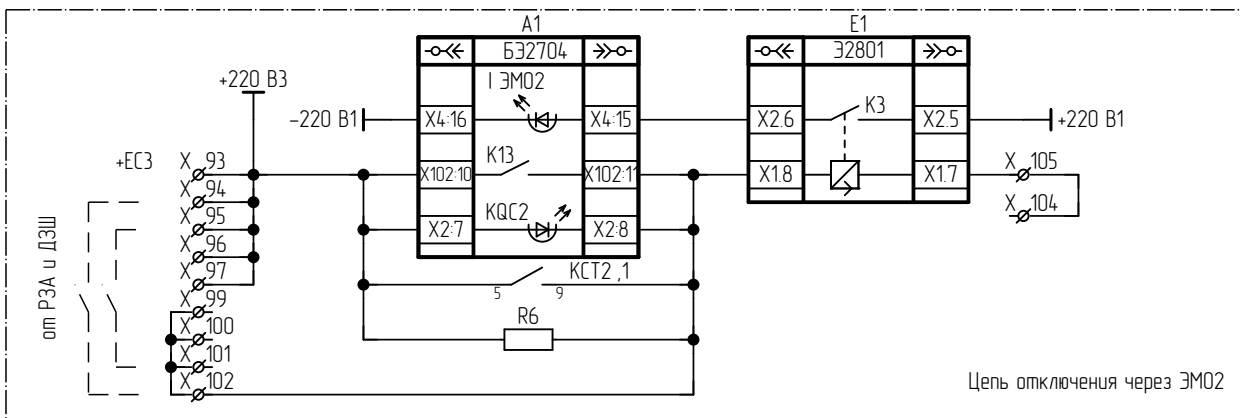 A1
E1
БЭ2704
Э2801
+220 В3
I ЭМ02
K3
-220 В1
X4:16
X4:15
X2.6
X2.5
+220 В1
+EC3
X 93
K13
X102:10
X102:11
X1.8
X1.7
X 105
X 94
X 104
X 95
KQC2
X2:7
X2:8
X 96
X 97
KCT2 ,1
5
9
X 99
от РЗА и ДЗШ
R6
X 100
X 101
X 102
Цепь отключения через ЭМ02